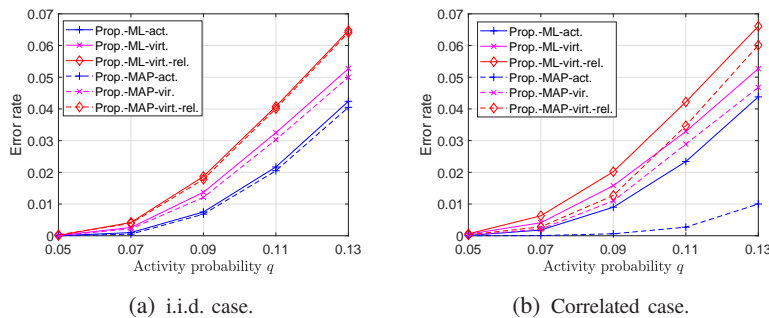 0.07
0.06
0.05
0.04
0.03
0.02
0.01
0
Error rate
Prop.-ML-act.
Prop.-ML-virt.
Prop.-ML-virt.-rel.
Prop.-MAP-act.
Prop.-MAP-vir.
Prop.-MAP-virt.-rel.
0.05 0.07 0.09 0.11 0.13
Activity probability q
(a) i.i.d. case.
0.07
0.06
0.05
0.04
0.03
0.02
0.01
0
Error rate
Prop.-ML-act.
Prop.-ML-virt.
Prop.-ML-virt.-rel.
Prop.-MAP-act.
Prop.-MAP-vir.
Prop.-MAP-virt.-rel.
0.05 0.07 0.09 0.11 0.13
Activity probability q
(b) Correlated case.